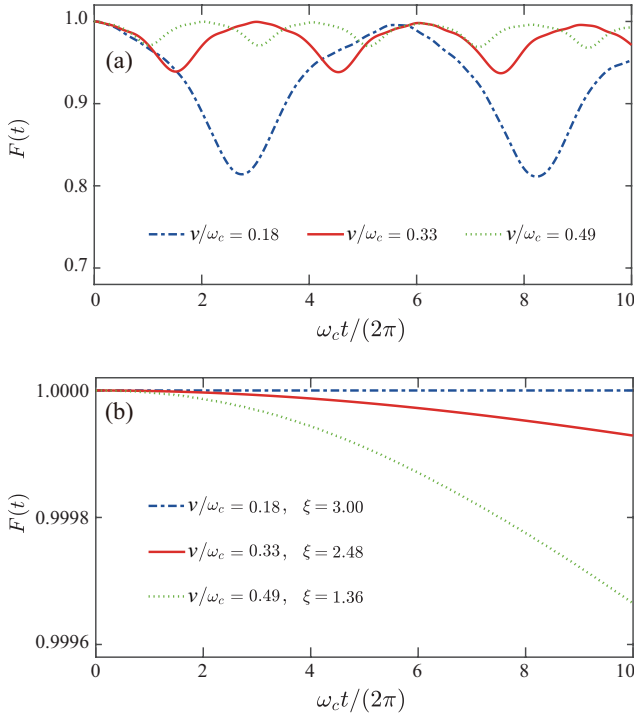 1.0
(a)
0.9
F(t)
0.8
ν/ω_c = 0.18 ν/ω_c = 0.33 ν/ω_c = 0.49
0.7
0 2 4 6 8 10
ω_c t/(2π)
1.0000
(b)
F(t)
ν/ω_c = 0.18, ξ = 3.00
0.9998
ν/ω_c = 0.33, ξ = 2.48
ν/ω_c = 0.49, ξ = 1.36
0.9996
0 2 4 6 8 10
ω_c t/(2π)